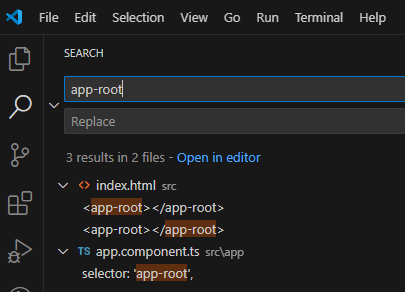 File Edit Selection View Go Run Terminal Help
SEARCH
app-root
Replace
3 results in 2 files - Open in editor
<> index.html src
<app-root></app-root>
<app-root></app-root>
TS app.component.ts src\app
selector: 'app-root',